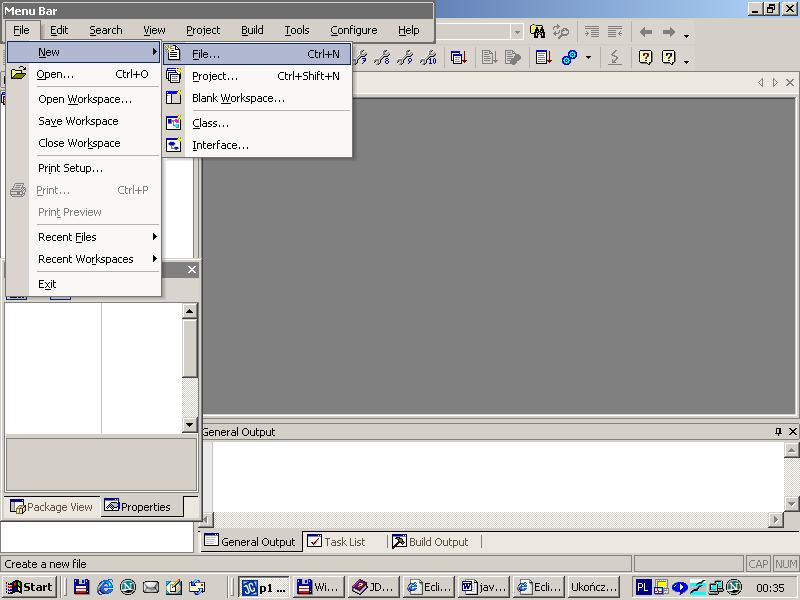 Menu Bar
File Edit Search View Project Build Tools Configure Help
New
Open... Ctrl+O
Open Workspace...
Save Workspace
Close Workspace
Print Setup...
Print... Ctrl+P
Print Preview
Recent Files
Recent Workspaces
Exit
File... Ctrl+N
Project... Ctrl+Shift+N
Blank Workspace...
Class...
Interface...
General Output
Package View Properties
General Output Task List Build Output
Create a new file CAP NUM
Start p1 ... Wi... JD... Ecli... jav... Ecli... Ukończ... PL 00:35